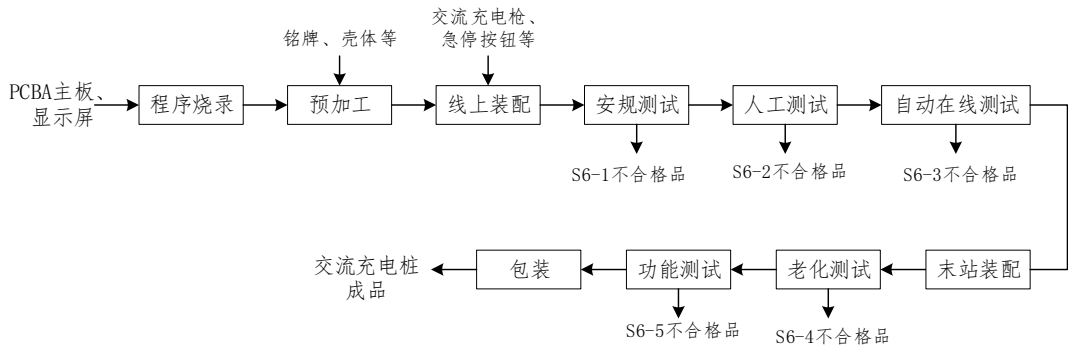 铭牌、壳体等
交流充电枪、
急停按钮等
PCBA主板、
显示屏
程序烧录
预加工
线上装配
安规测试
人工测试
自动在线测试
S6-1不合格品
S6-2不合格品
S6-3不合格品
交流充电桩
成品
包装
功能测试
老化测试
末站装配
S6-5不合格品
S6-4不合格品